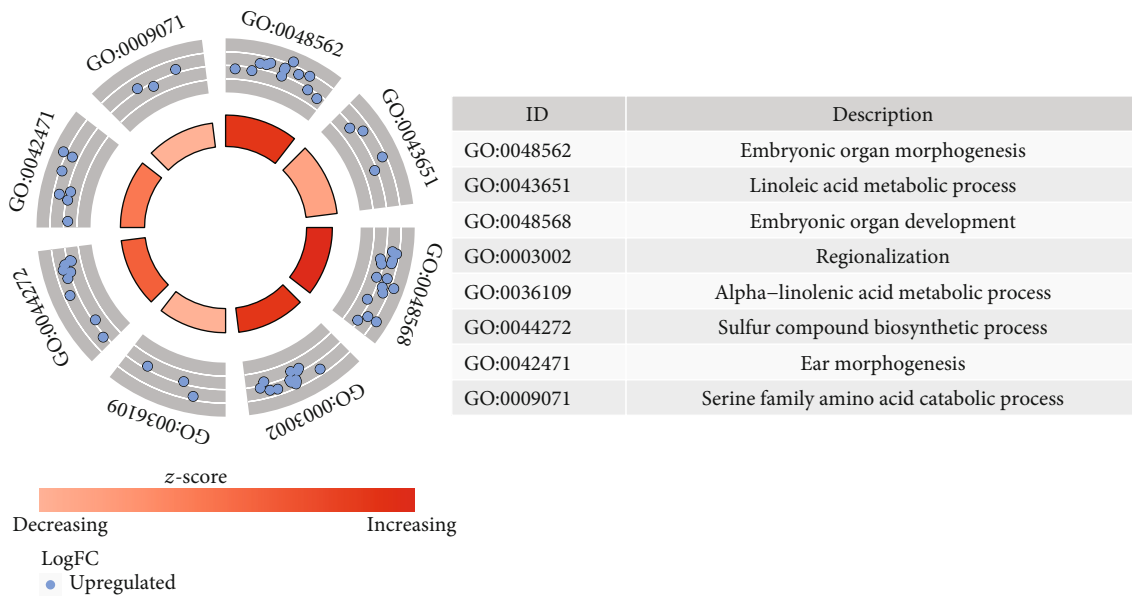 GO:0048562
GO:0043651
GO:0048568
GO:0003002
GO:0036109
GO:0044272
GO:0042471
GO:0009071
ID Description
GO:0048562 Embryonic organ morphogenesis
GO:0043651 Linoleic acid metabolic process
GO:0048568 Embryonic organ development
GO:0003002 Regionalization
GO:0036109 Alpha−linolenic acid metabolic process
GO:0044272 Sulfur compound biosynthetic process
GO:0042471 Ear morphogenesis
GO:0009071 Serine family amino acid catabolic process
z-score
Decreasing Increasing
LogFC
Upregulated